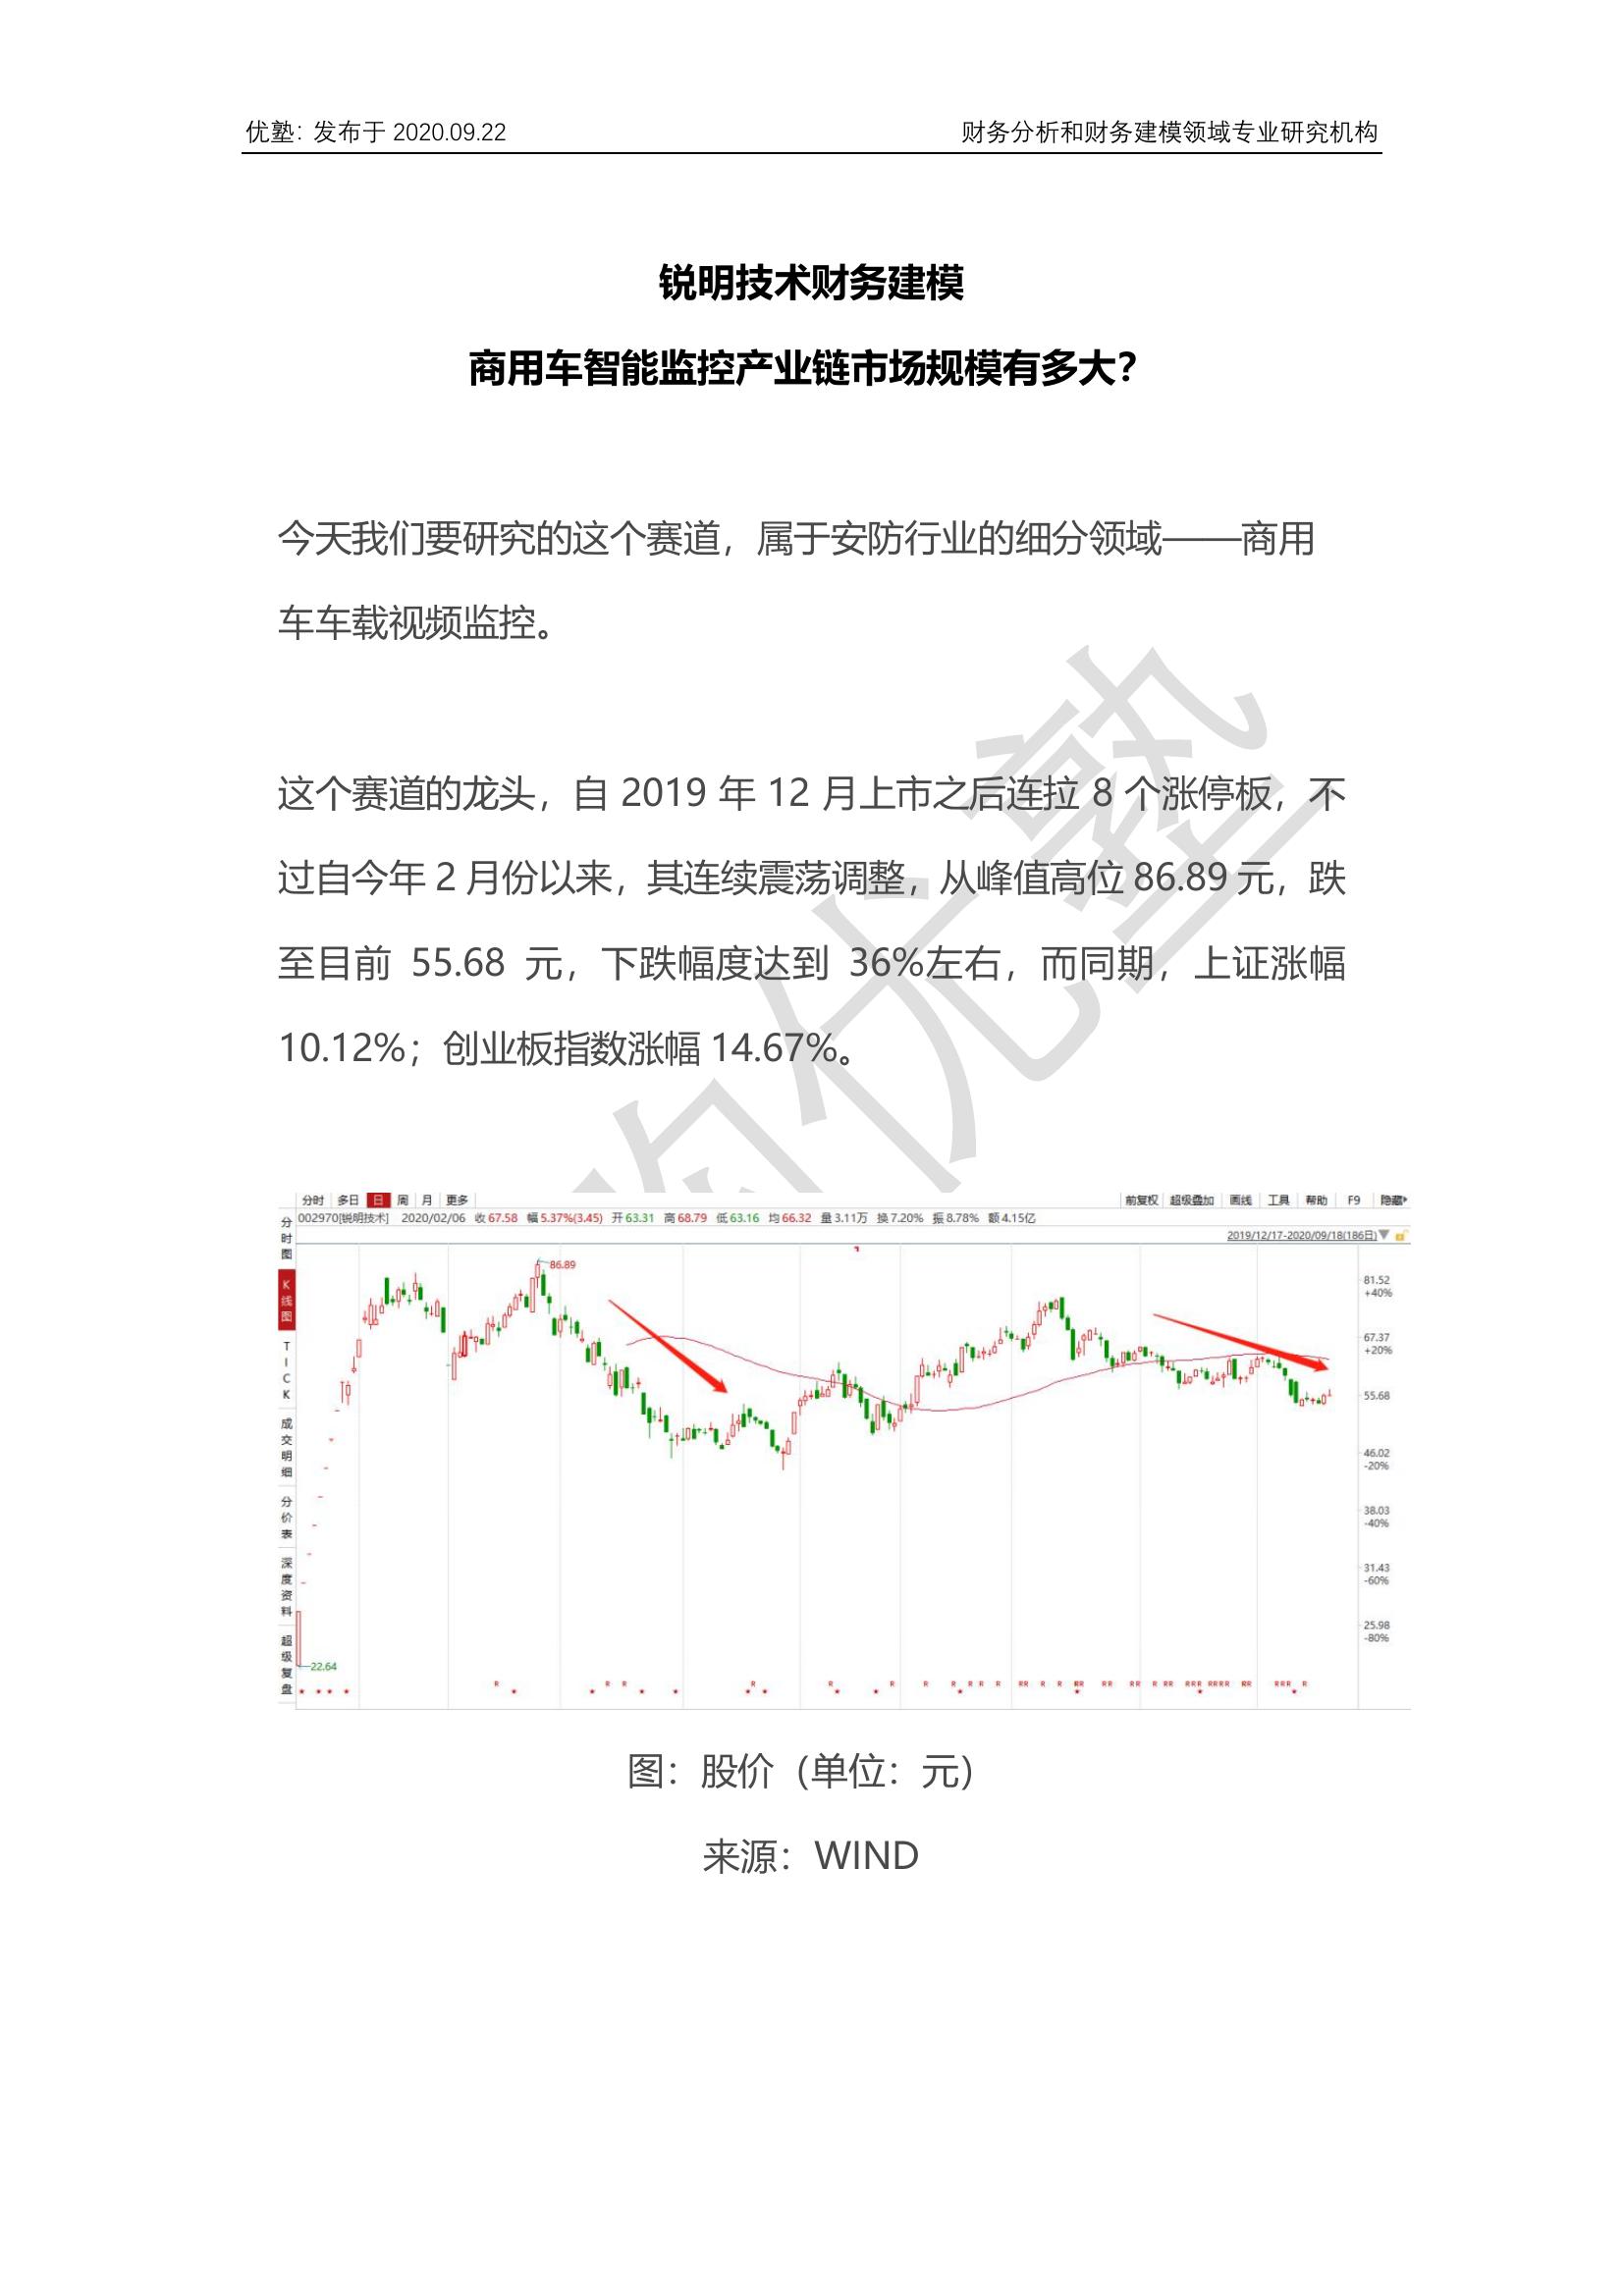 优塾：发布于 2020.09.22
财务分析和财务建模领域专业研究机构
锐明技术财务建模
商用车智能监控产业链市场规模有多大？
今天我们要研究的这个赛道，属于安防行业的细分领域——商用
车车载视频监控。
这个赛道的龙头，自 2019 年 12 月上市之后连拉 8 个涨停板，不
过自今年 2 月份以来，其连续震荡调整，从峰值高位 86.89 元，跌
至目前 55.68 元，下跌幅度达到 36%左右，而同期，上证涨幅
10.12%；创业板指数涨幅 14.67%。
优塾
分时 多日 日 周 月 更多
前复权 超级叠加 画线 工具 帮助 F9 隐藏
002970[锐明技术] 2020/02/06 收67.58 幅5.37%(3.45) 开63.31 高68.79 低63.16 均66.32 量3.11万 换7.20% 振8.78% 额4.15亿
2019/12/17-2020/09/18(186日)
分时图
K线图
TICK
成交明细
分价表
深度资料
超级复盘
86.89
22.64
81.52
+40%
67.37
+20%
55.68
46.02
-20%
38.03
-40%
31.43
-60%
25.98
-80%
图：股价（单位：元）
来源：WIND